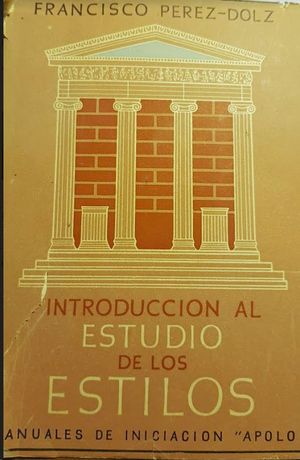 FRANCISCO PEREZ-DOLZ
INTRODUCCION AL
ESTUDIO
DE LOS
ESTILOS
ANUALES DE INICIACION "APOLO